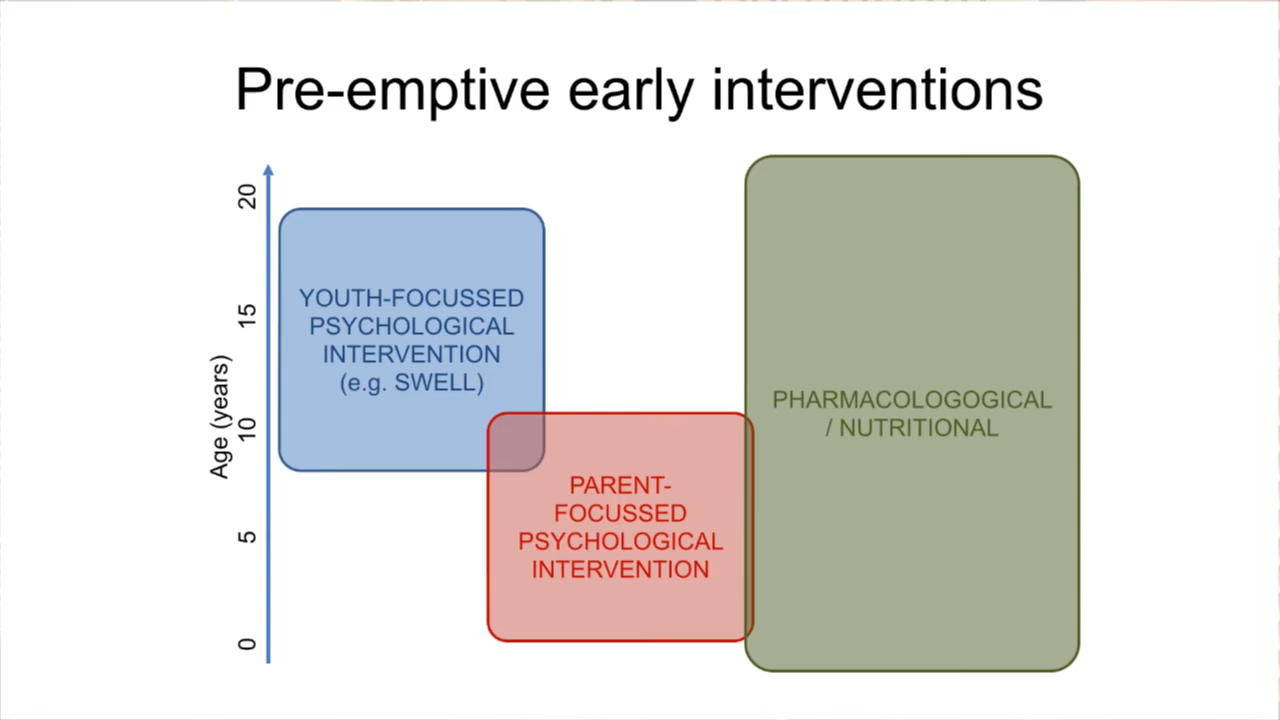 Pre-emptive early interventions
Age (years)
20
15
10
5
0
YOUTH-FOCUSSED
PSYCHOLOGICAL
INTERVENTION
(e.g. SWELL)
PARENT-
FOCUSSED
PSYCHOLOGICAL
INTERVENTION
PHARMACOLOGOGICAL
/ NUTRITIONAL